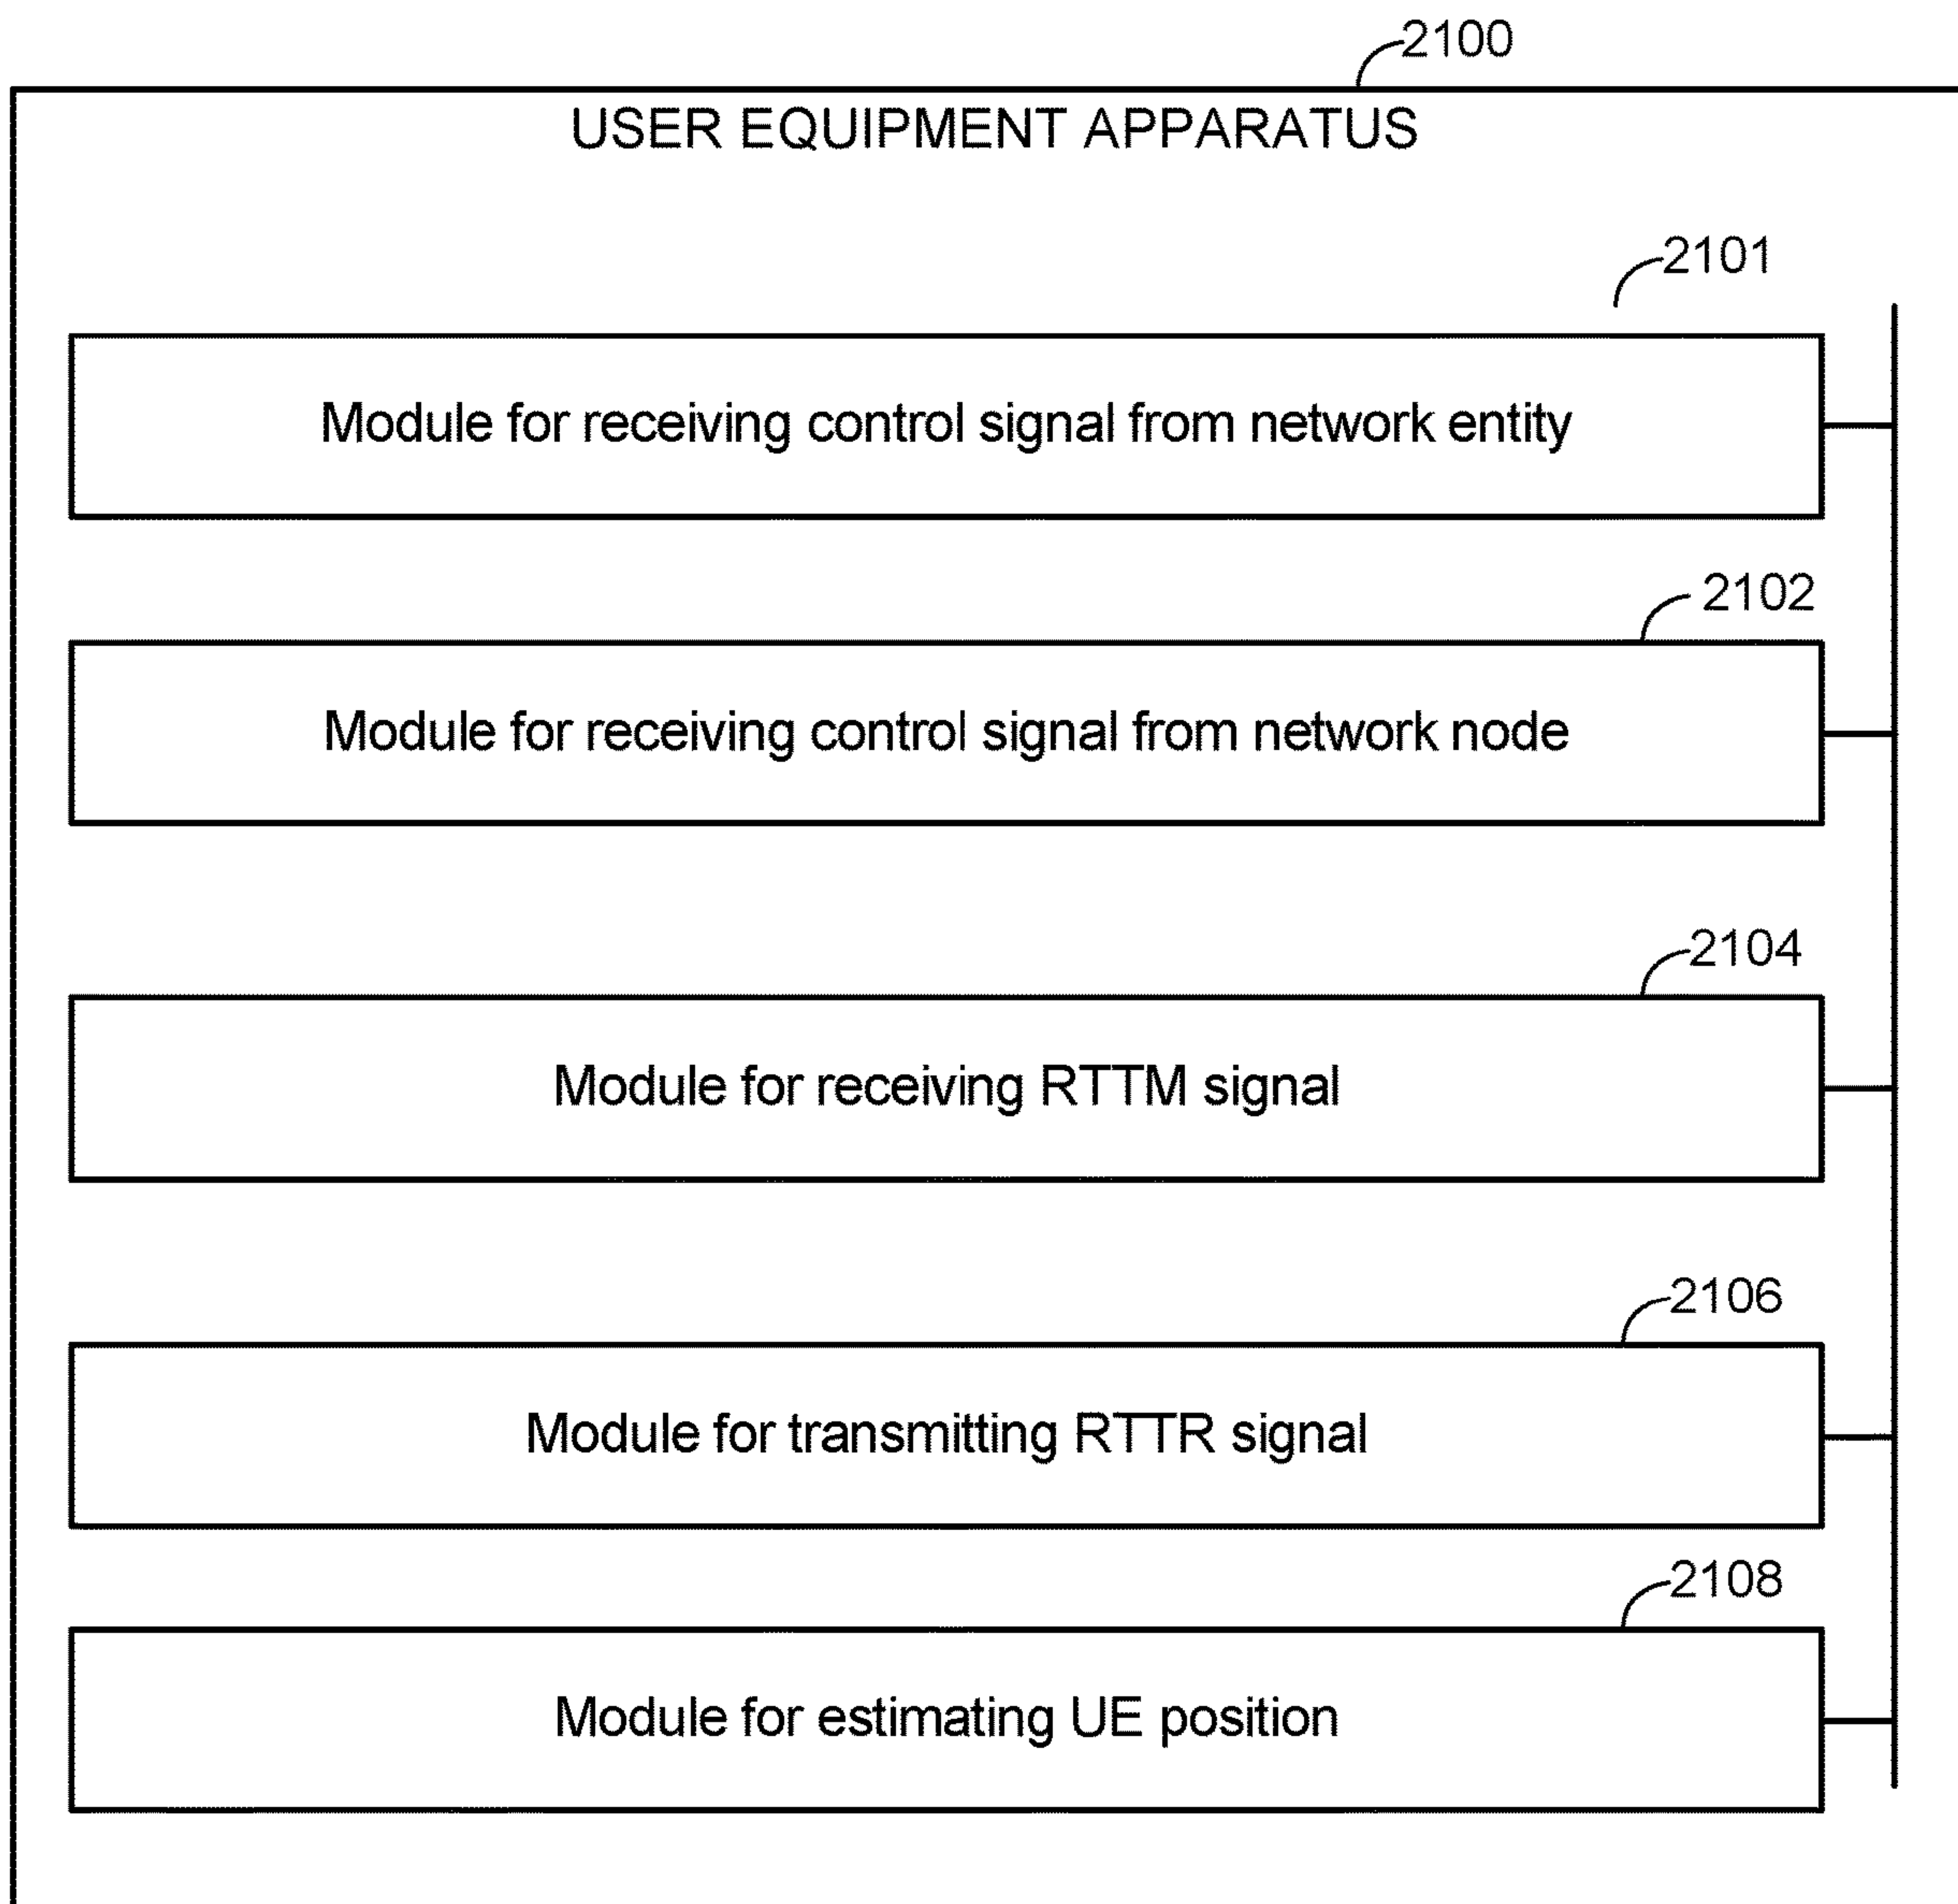 2100
USER EQUIPMENT APPARATUS
2101
Module for receiving control signal from network entity
2102
Module for receiving control signal from network node
2104
Module for receiving RTTM signal
2106
Module for transmitting RTTR signal
2108
Module for estimating UE position